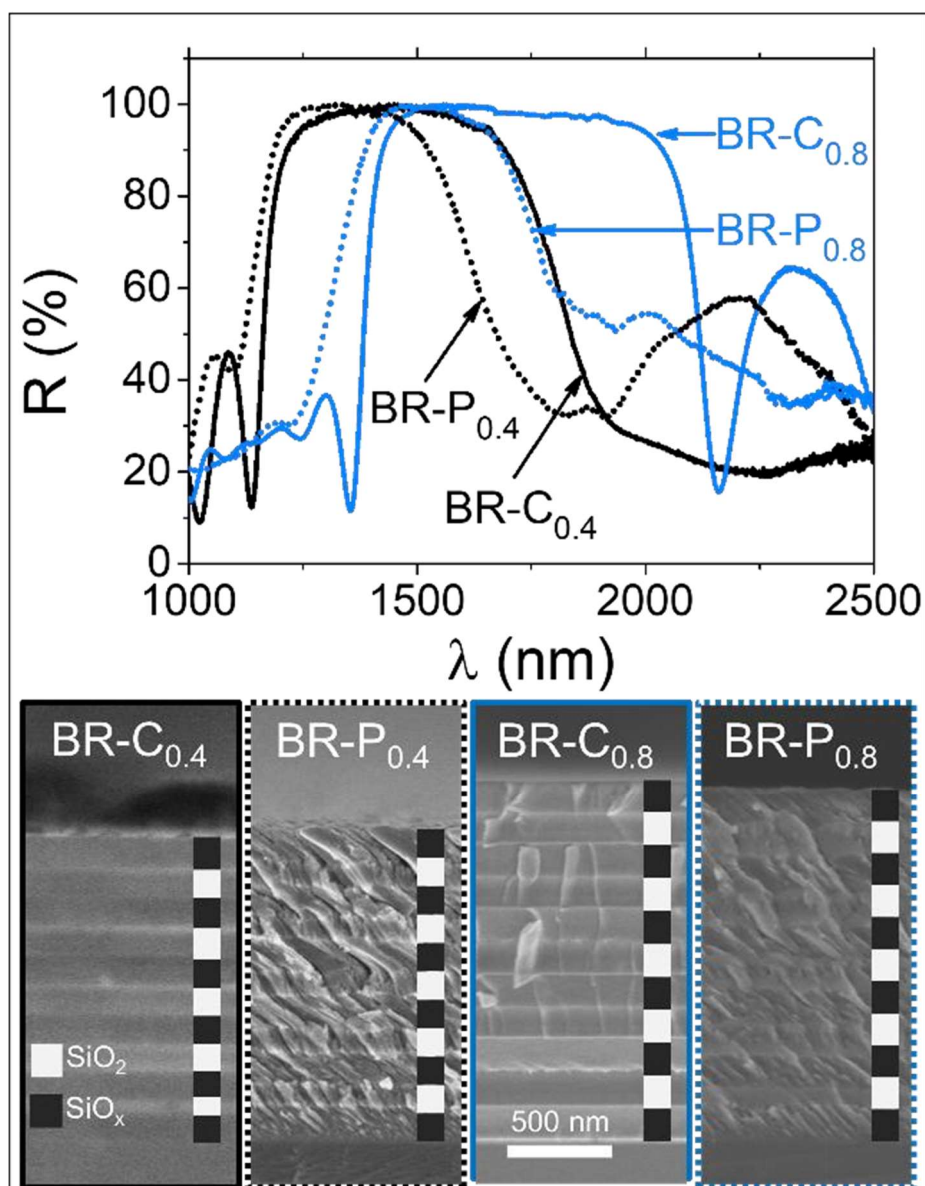 100
80
60
40
20
0
R (%)
BR-C₀.₈
BR-P₀.₈
BR-P₀.₄
BR-C₀.₄
1000 1500 2000 2500
λ (nm)
BR-C₀.₄ BR-P₀.₄ BR-C₀.₈ BR-P₀.₈
SiO₂
SiOₓ
500 nm